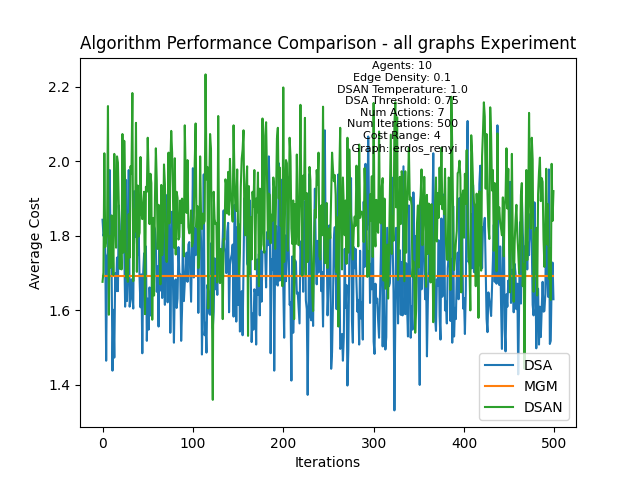 Algorithm Performance Comparison - all graphs Experiment
Agents: 10
Edge Density: 0.1
DSAN Temperature: 1.0
DSA Threshold: 0.75
Num Actions: 7
Num Iterations: 500
Cost Range: 4
Graph: erdos_renyi
Average Cost
2.2
2.0
1.8
1.6
1.4
DSA
MGM
DSAN
0
100
200
300
400
500
Iterations